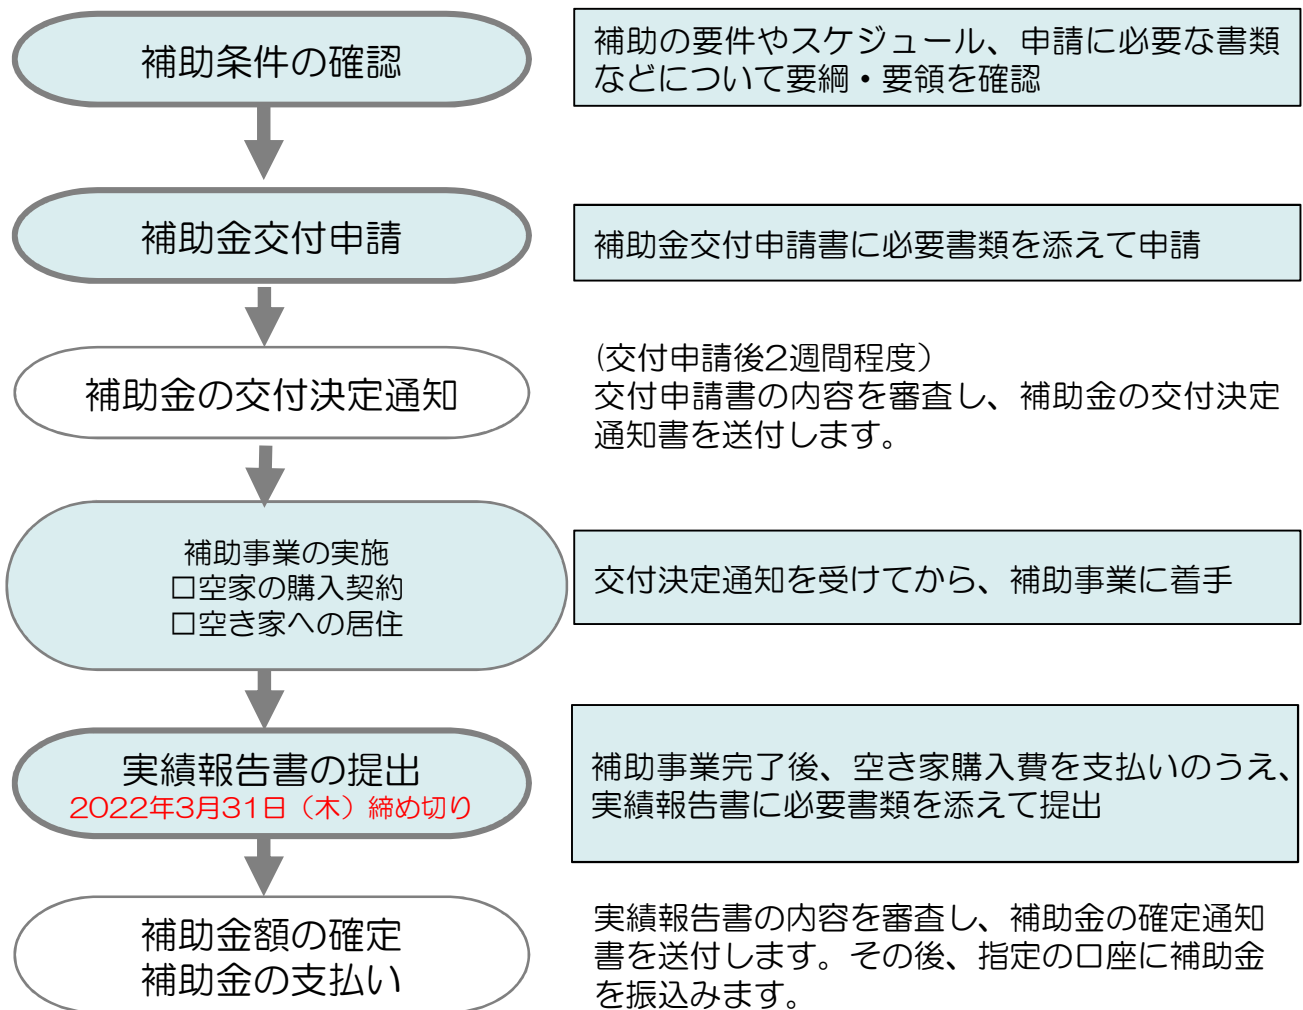 補助条件の確認
補助の要件やスケジュール、申請に必要な書類
などについて要綱・要領を確認
補助金交付申請
補助金交付申請書に必要書類を添えて申請
補助金の交付決定通知
(交付申請後2週間程度）
交付申請書の内容を審査し、補助金の交付決定
通知書を送付します。
補助事業の実施
□空家の購入契約
□空き家への居住
交付決定通知を受けてから、補助事業に着手
実績報告書の提出
2022年3月31日（木）締め切り
補助事業完了後、空き家購入費を支払いのうえ、
実績報告書に必要書類を添えて提出
補助金額の確定
補助金の支払い
実績報告書の内容を審査し、補助金の確定通知
書を送付します。その後、指定の口座に補助金
を振込みます。